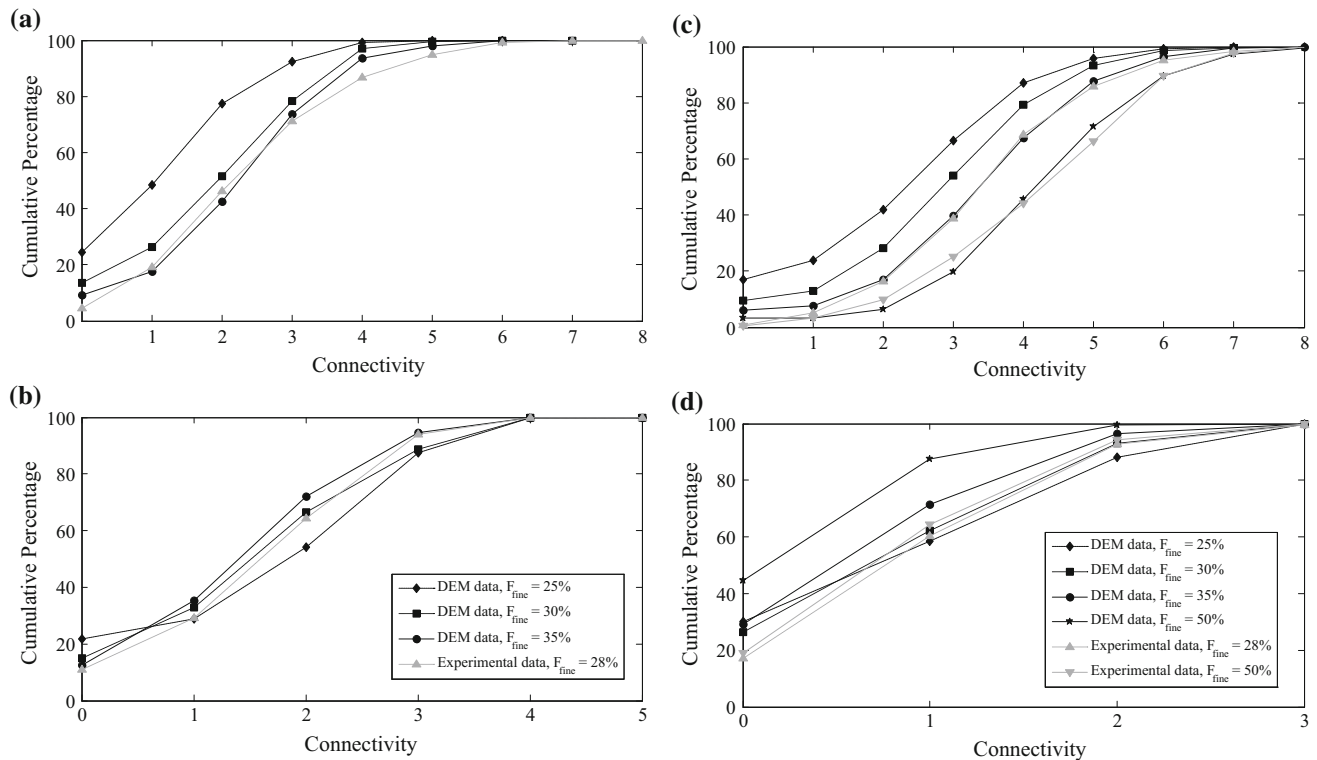 (a)
100
80
60
40
20
0
Cumulative Percentage
1 2 3 4 5 6 7 8
Connectivity
(b)
100
80
60
40
20
0
Cumulative Percentage
DEM data, F_fine = 25%
DEM data, F_fine = 30%
DEM data, F_fine = 35%
Experimental data, F_fine = 28%
0 1 2 3 4 5
Connectivity
(c)
100
80
60
40
20
0
Cumulative Percentage
1 2 3 4 5 6 7 8
Connectivity
(d)
100
80
60
40
20
0
Cumulative Percentage
DEM data, F_fine = 25%
DEM data, F_fine = 30%
DEM data, F_fine = 35%
DEM data, F_fine = 50%
Experimental data, F_fine = 28%
Experimental data, F_fine = 50%
0 1 2 3
Connectivity